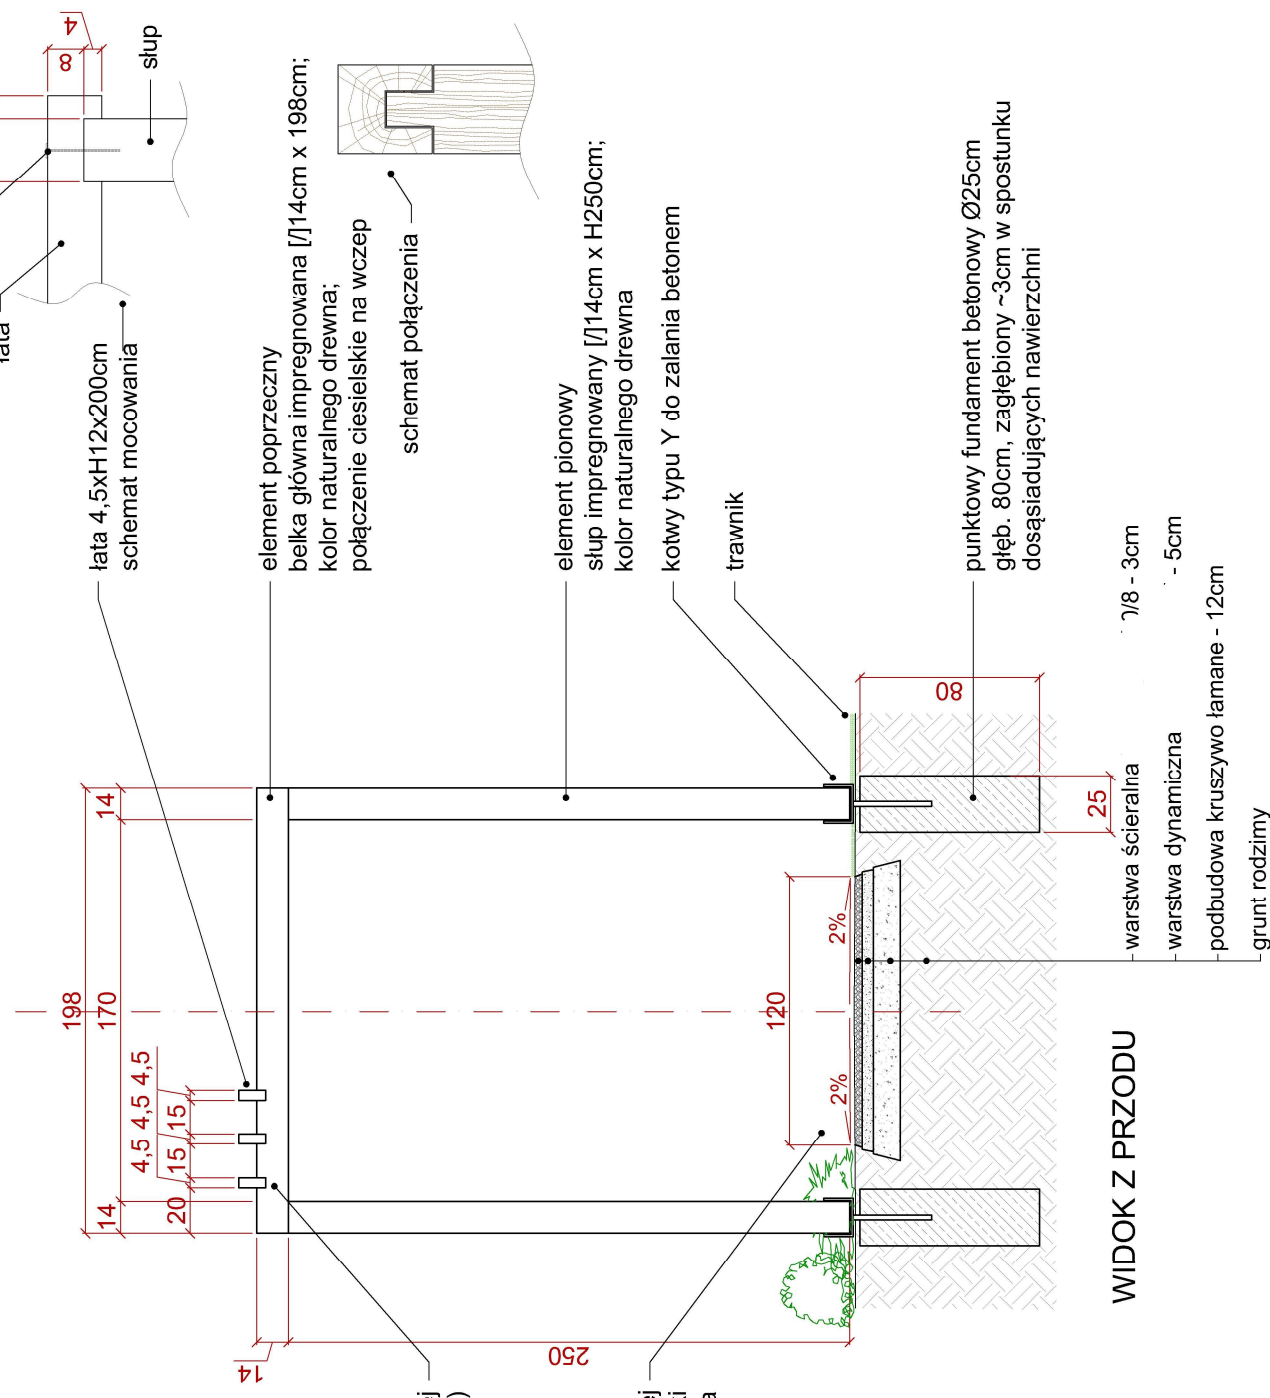 4
8
słup
łata
łata 4,5xH12x200cm
schemat mocowania
element poprzeczny
belka główna impregnowana [/]14cm x 198cm;
kolor naturalnego drewna;
połączenie ciesielskie na wczep
schemat połączenia
element pionowy
słup impregnowany [/]14cm x H250cm;
kolor naturalnego drewna
kotwy typu Y do zalania betonem
trawnik
punktowy fundament betonowy Ø25cm
głęb. 80cm, zagłębiony ~3cm w spostunku
dosąsiadujących nawierzchni
198
14
170
14
4,5 4,5 4,5
20
15
15
120
2%
2%
14
250
80
25
warstwa ścieralna 0/8 - 3cm
warstwa dynamiczna - 5cm
podbudowa kruszywo łamane - 12cm
grunt rodzimy
WIDOK Z PRZODU